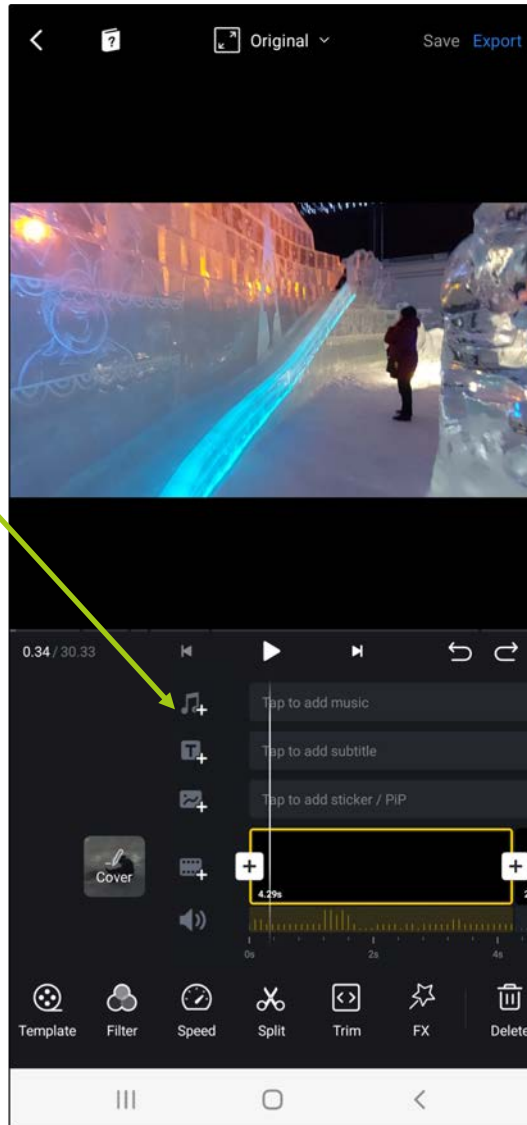 Original Save Export
0.34 / 30.33
Tap to add music
Tap to add subtitle
Tap to add sticker / PiP
Cover
4.29s
0s 2s 4s
Template Filter Speed Split Trim FX Delete